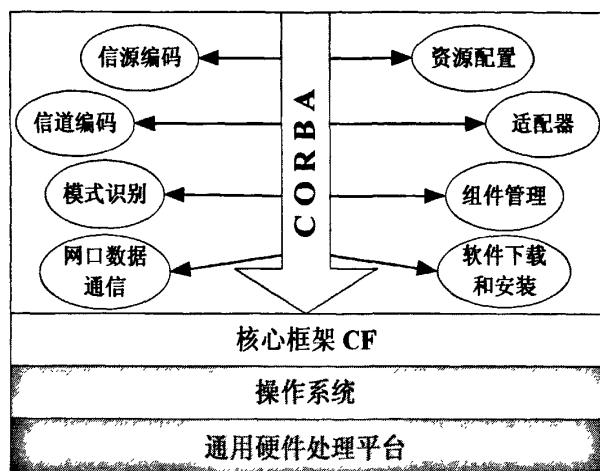 信源编码
资源配置
信道编码
适配器
CORBA
模式识别
组件管理
网口数据
通信
软件下载
和安装
核心框架 CF
操作系统
通用硬件处理平台